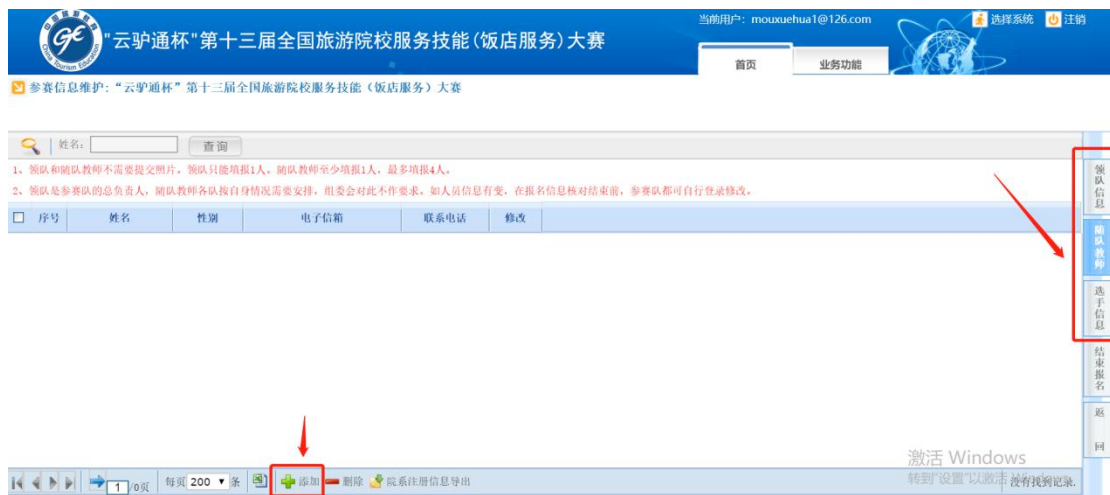 当前用户: mouxuehua1@126.com
选择系统
注销
"云驴通杯"第十三届全国旅游院校服务技能(饭店服务)大赛
首页
业务功能
参赛信息维护:“云驴通杯”第十三届全国旅游院校服务技能(饭店服务)大赛
姓名:
查询
1、领队和随队教师不需要提交照片。领队只能填报1人。随队教师至少填报1人、最多填报4人。
2、领队是参赛队的总负责人,随队教师各队按自身情况需要安排,组委会对此不作要求。如人员信息有变,在报名信息核对结束前,参赛队都可自行登录修改。
序号 姓名 性别 电子信箱 联系电话 修改
领队信息
随队教师
选手信息
结束报名
返回
激活 Windows
1 /0页 每页 200 条 添加 删除 院系注册信息导出
转到"设置"以激活
没有找到记录.